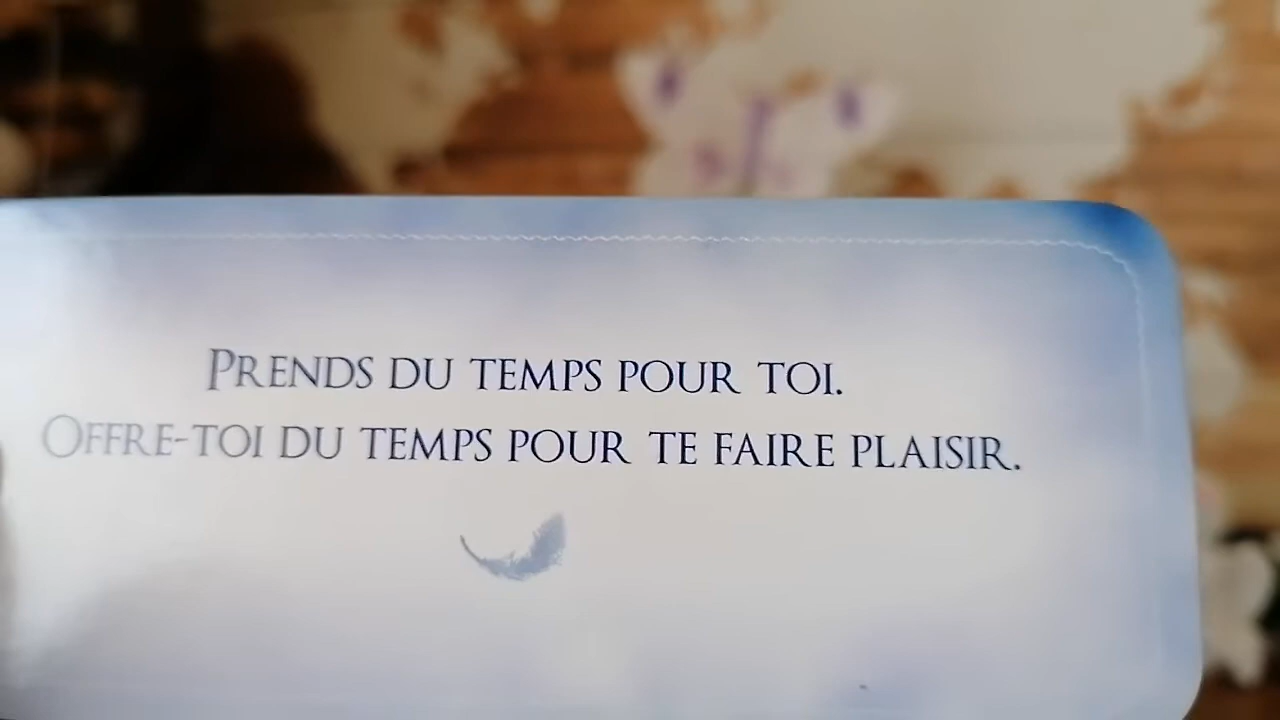 Prends du temps pour toi.
Offre-toi du temps pour te faire plaisir.